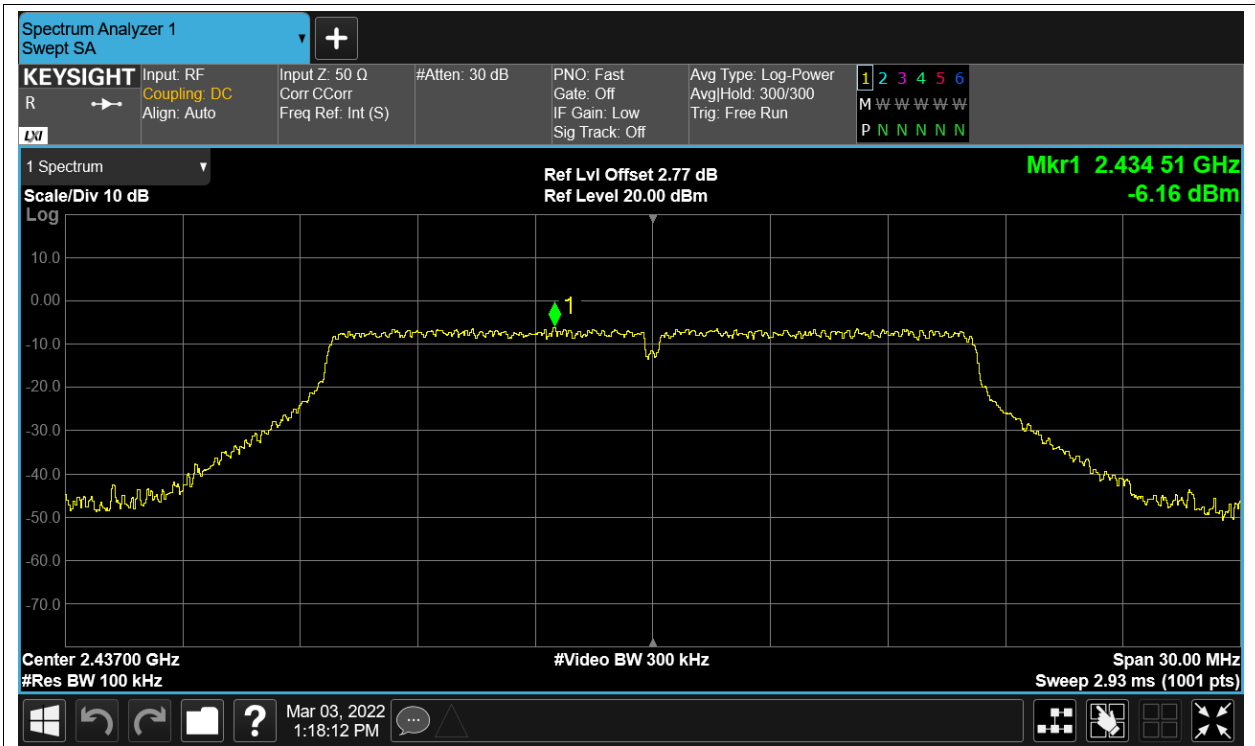 Spectrum Analyzer 1
Swept SA
KEYSIGHT
R
LXI
Input: RF
Coupling: DC
Align: Auto
Input Z: 50 Ω
Corr CCorr
Freq Ref: Int (S)
#Atten: 30 dB
PNO: Fast
Gate: Off
IF Gain: Low
Sig Track: Off
Avg Type: Log-Power
Avg|Hold: 300/300
Trig: Free Run
1 2 3 4 5 6
M W W W W W W
P N N N N N
1 Spectrum
Scale/Div 10 dB
Ref Lvl Offset 2.77 dB
Ref Level 20.00 dBm
Mkr1 2.434 51 GHz
-6.16 dBm
Log
10.0
0.00
-10.0
-20.0
-30.0
-40.0
-50.0
-60.0
-70.0
1
Center 2.43700 GHz
#Res BW 100 kHz
#Video BW 300 kHz
Span 30.00 MHz
Sweep 2.93 ms (1001 pts)
?
Mar 03, 2022
1:18:12 PM